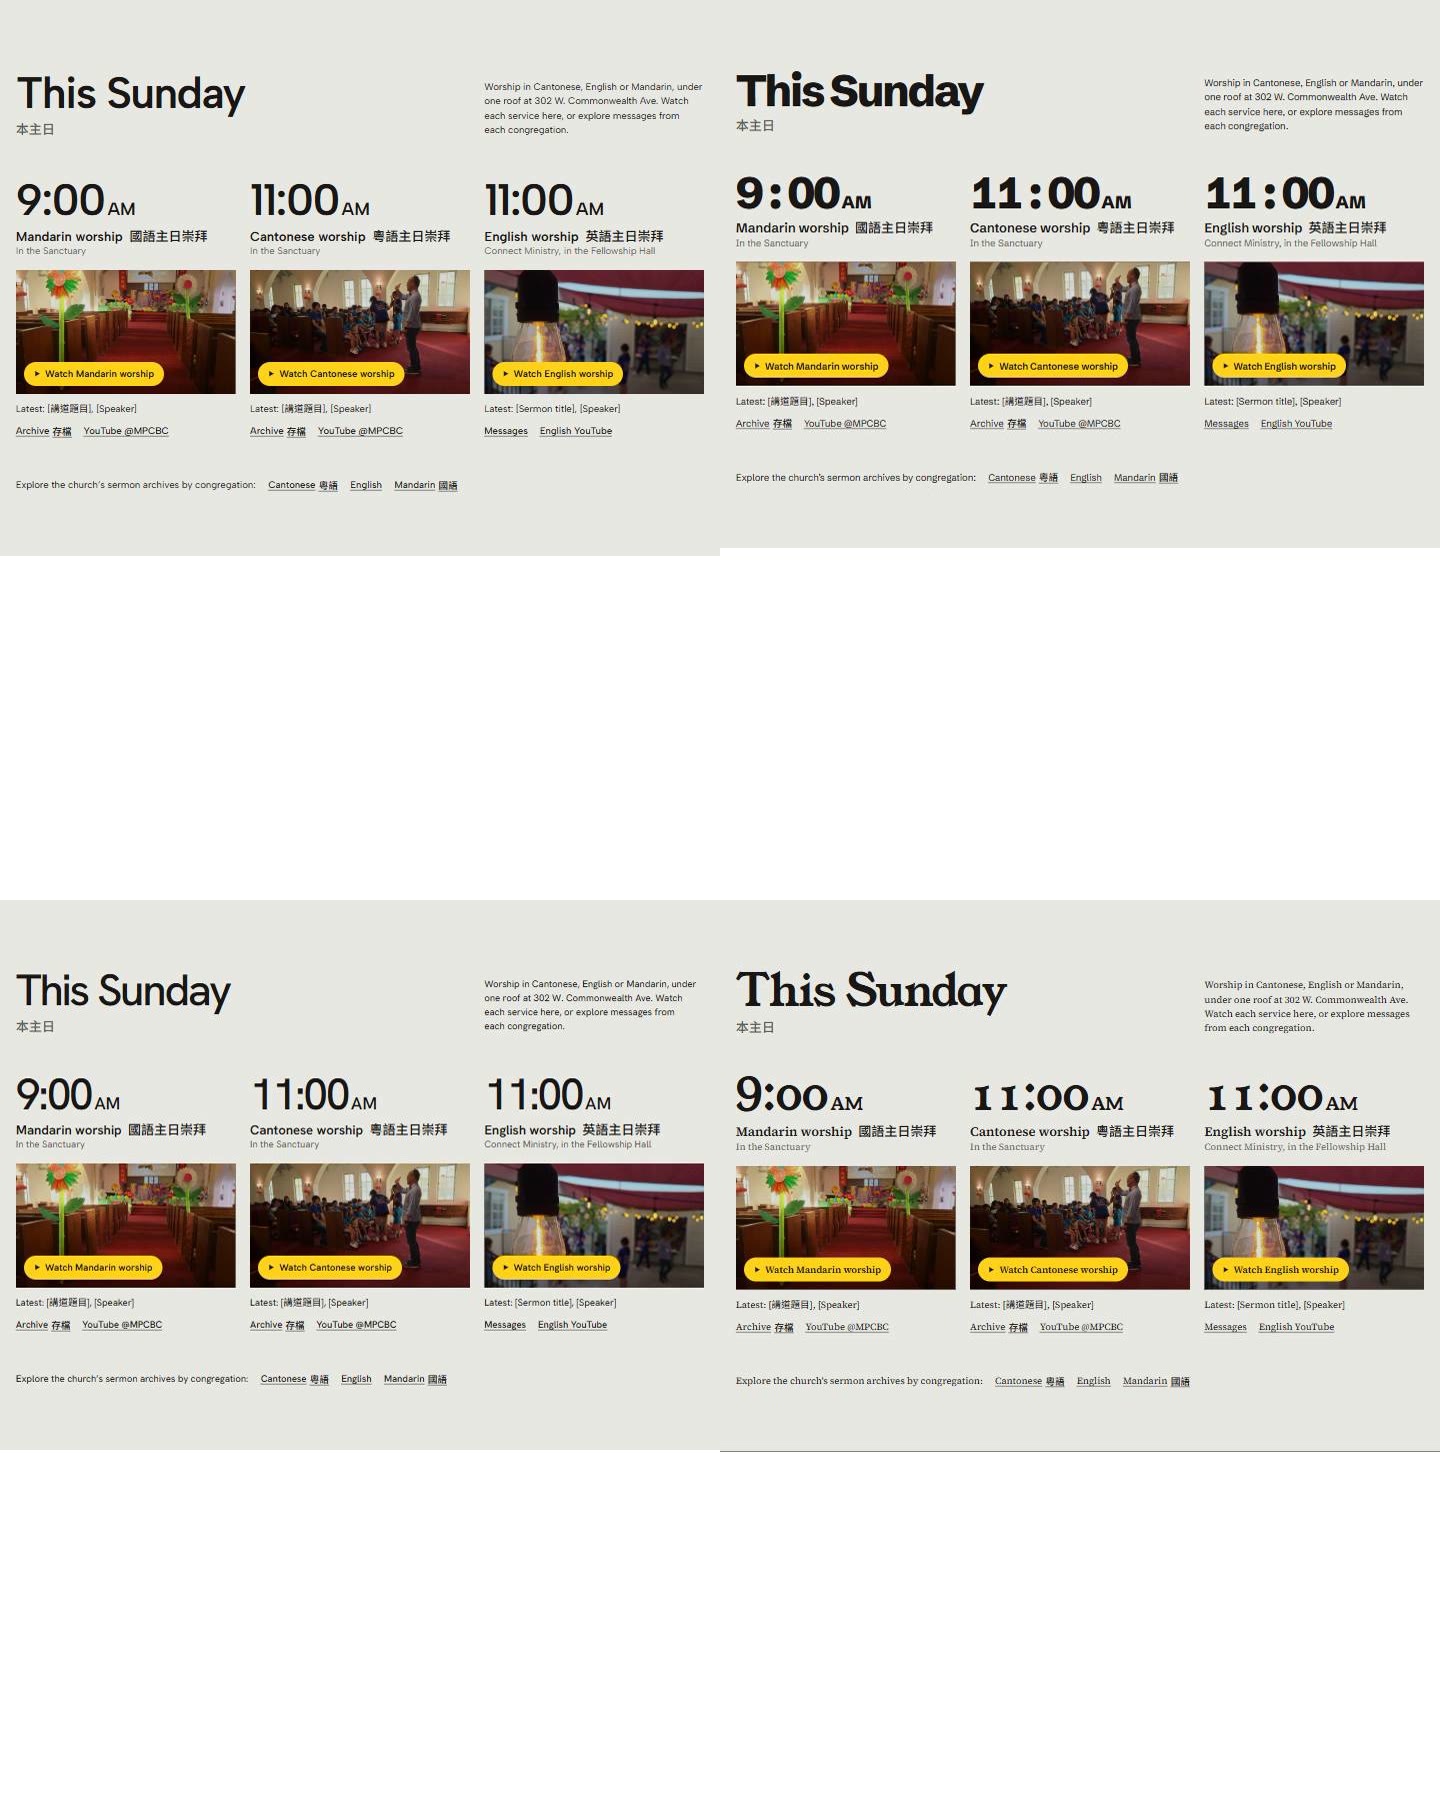 This Sunday
本主日
Worship in Cantonese, English or Mandarin, under
one roof at 302 W. Commonwealth Ave. Watch
each service here, or explore messages from
each congregation.
9:00 AM
Mandarin worship 國語主日崇拜
In the Sanctuary
Watch Mandarin worship
Latest: [講道題目], [Speaker]
Archive 存檔 YouTube @MPCBC
11:00 AM
Cantonese worship 粵語主日崇拜
In the Sanctuary
Watch Cantonese worship
Latest: [講道題目], [Speaker]
Archive 存檔 YouTube @MPCBC
11:00 AM
English worship 英語主日崇拜
Connect Ministry, in the Fellowship Hall
Watch English worship
Latest: [Sermon title], [Speaker]
Messages English YouTube
Explore the church's sermon archives by congregation: Cantonese 粵語 English Mandarin 國語
This Sunday
本主日
Worship in Cantonese, English or Mandarin, under
one roof at 302 W. Commonwealth Ave. Watch
each service here, or explore messages from
each congregation.
9:00 AM
Mandarin worship 國語主日崇拜
In the Sanctuary
Watch Mandarin worship
Latest: [講道題目], [Speaker]
Archive 存檔 YouTube @MPCBC
11:00 AM
Cantonese worship 粵語主日崇拜
In the Sanctuary
Watch Cantonese worship
Latest: [講道題目], [Speaker]
Archive 存檔 YouTube @MPCBC
11:00 AM
English worship 英語主日崇拜
Connect Ministry, in the Fellowship Hall
Watch English worship
Latest: [Sermon title], [Speaker]
Messages English YouTube
Explore the church's sermon archives by congregation: Cantonese 粵語 English Mandarin 國語
This Sunday
本主日
Worship in Cantonese, English or Mandarin, under
one roof at 302 W. Commonwealth Ave. Watch
each service here, or explore messages from
each congregation.
9:00 AM
Mandarin worship 國語主日崇拜
In the Sanctuary
Watch Mandarin worship
Latest: [講道題目], [Speaker]
Archive 存檔 YouTube @MPCBC
11:00 AM
Cantonese worship 粵語主日崇拜
In the Sanctuary
Watch Cantonese worship
Latest: [講道題目], [Speaker]
Archive 存檔 YouTube @MPCBC
11:00 AM
English worship 英語主日崇拜
Connect Ministry, in the Fellowship Hall
Watch English worship
Latest: [Sermon title], [Speaker]
Messages English YouTube
Explore the church's sermon archives by congregation: Cantonese 粵語 English Mandarin 國語
This Sunday
本主日
Worship in Cantonese, English or Mandarin,
under one roof at 302 W. Commonwealth Ave.
Watch each service here, or explore messages
from each congregation.
9:00 AM
Mandarin worship 國語主日崇拜
In the Sanctuary
Watch Mandarin worship
Latest: [講道題目], [Speaker]
Archive 存檔 YouTube @MPCBC
11:00 AM
Cantonese worship 粵語主日崇拜
In the Sanctuary
Watch Cantonese worship
Latest: [講道題目], [Speaker]
Archive 存檔 YouTube @MPCBC
11:00 AM
English worship 英語主日崇拜
Connect Ministry, in the Fellowship Hall
Watch English worship
Latest: [Sermon title], [Speaker]
Messages English YouTube
Explore the church's sermon archives by congregation: Cantonese 粵語 English Mandarin 國語